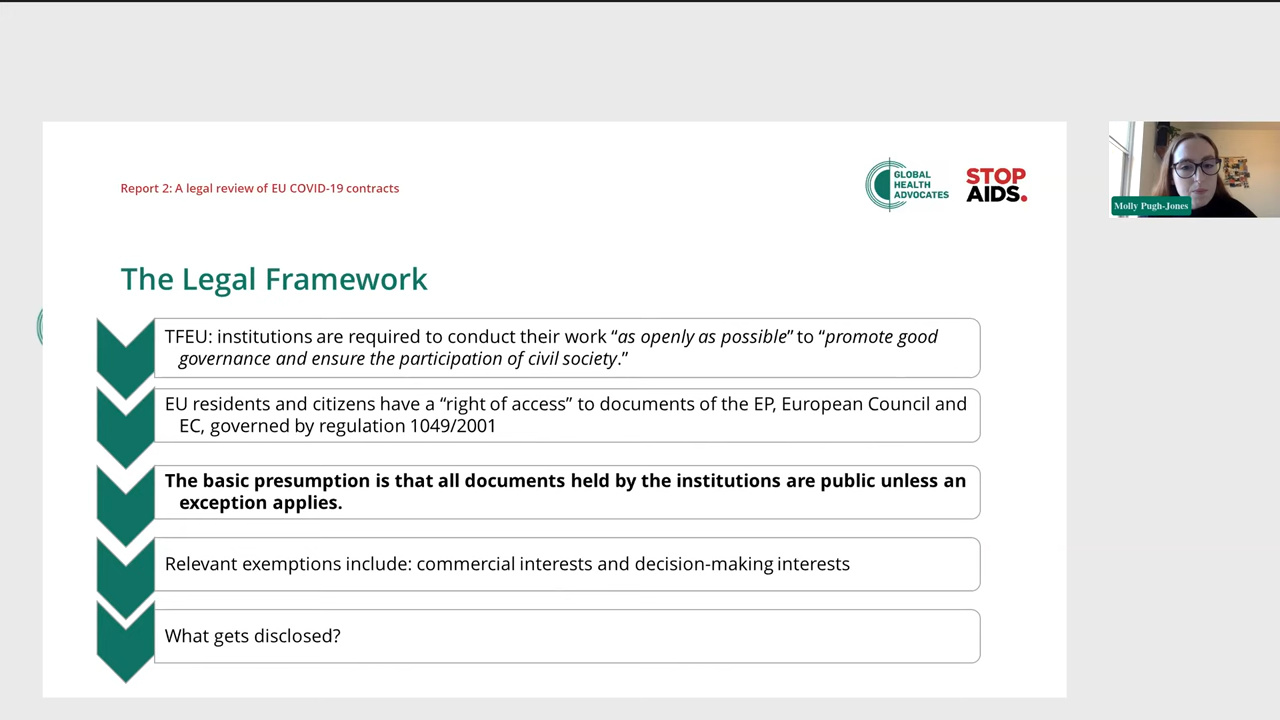 Report 2: A legal review of EU COVID-19 contracts
GLOBAL
HEALTH
ADVOCATES
STOP
AIDS.
Molly Pugh-Jones
The Legal Framework
TFEU: institutions are required to conduct their work “as openly as possible” to “promote good
governance and ensure the participation of civil society.”
EU residents and citizens have a “right of access” to documents of the EP, European Council and
EC, governed by regulation 1049/2001
The basic presumption is that all documents held by the institutions are public unless an
exception applies.
Relevant exemptions include: commercial interests and decision-making interests
What gets disclosed?